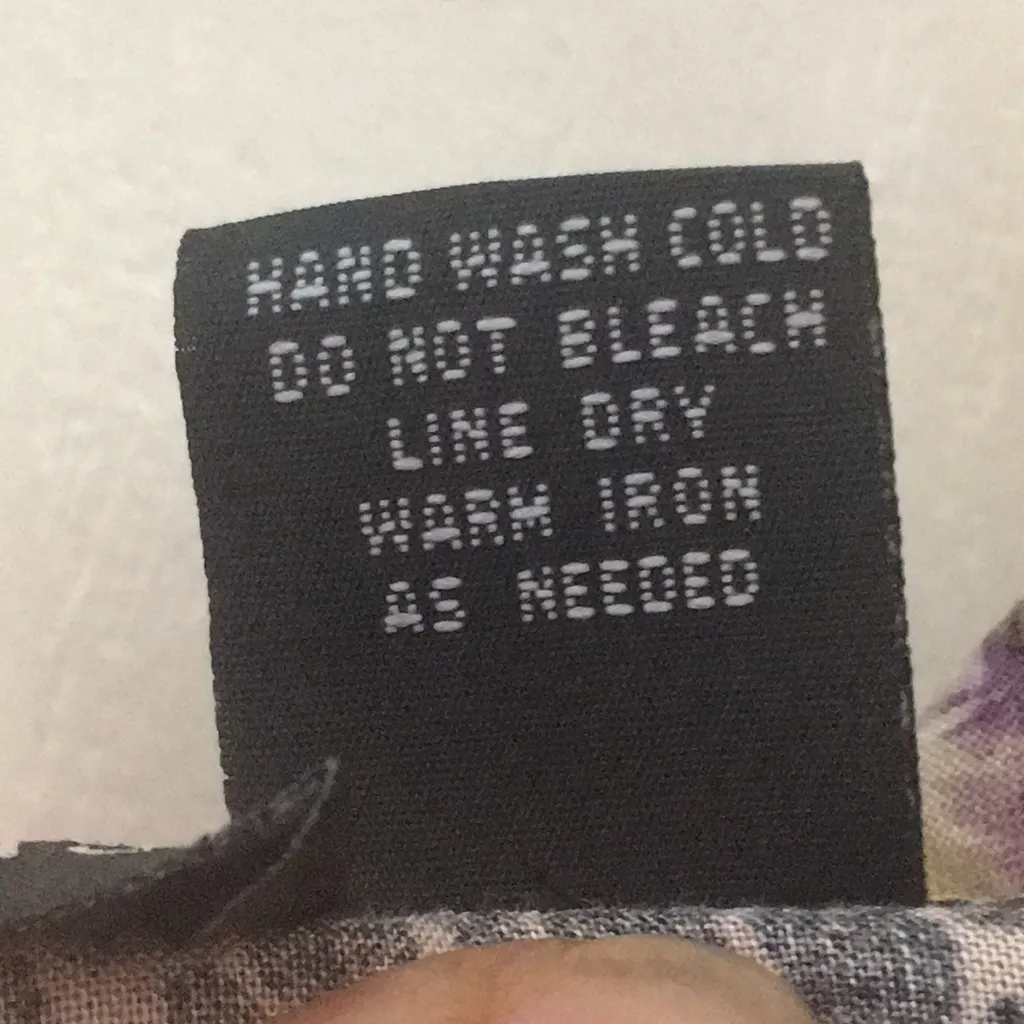 HAND WASH COLD
DO NOT BLEACH
LINE DRY
WARM IRON
AS NEEDED